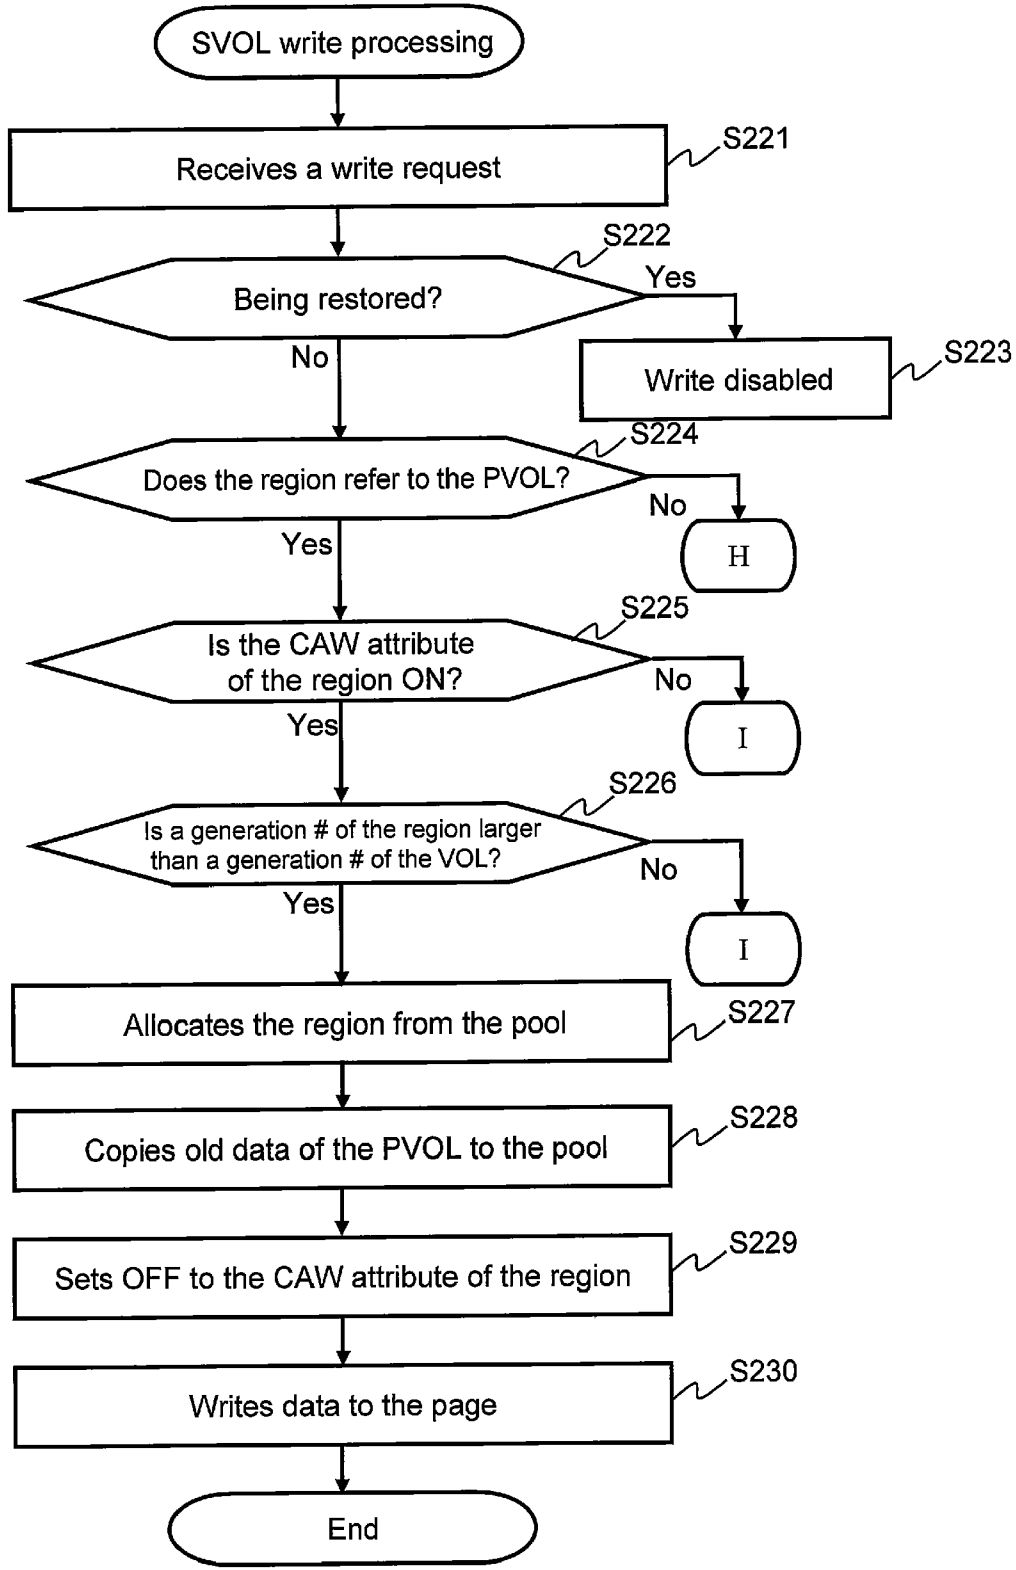 SVOL write processing
S221
Receives a write request
S222
Being restored?
Yes
No
S223
Write disabled
S224
Does the region refer to the PVOL?
No
Yes
H
S225
Is the CAW attribute
of the region ON?
No
Yes
I
S226
Is a generation # of the region larger
than a generation # of the VOL?
No
Yes
I
S227
Allocates the region from the pool
S228
Copies old data of the PVOL to the pool
S229
Sets OFF to the CAW attribute of the region
S230
Writes data to the page
End